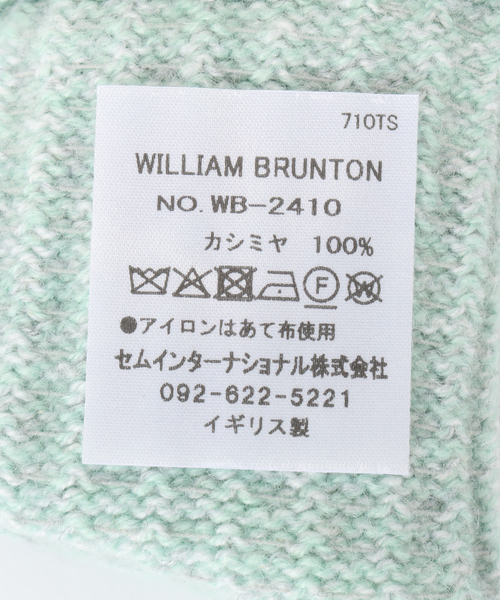 710TS
WILLIAM BRUNTON
NO. WB-2410
カシミヤ 100%
F W
●アイロンはあて布使用
セムインターナショナル株式会社
092-622-5221
イギリス製